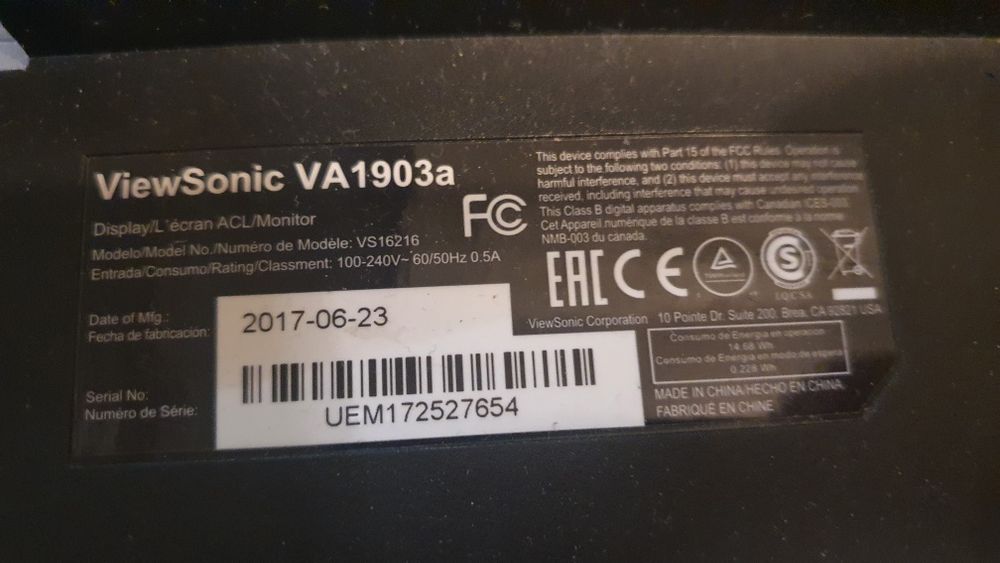 ViewSonic VA1903a
Display/L'écran ACL/Monitor
Modelo/Model No./Numéro de Modèle: VS16216
Entrada/Consumo/Rating/Classment: 100-240V~ 60/50Hz 0.5A
FC
This device complies with Part 15 of the FCC Rules. Operation is
subject to the following two conditions: (1) this device may not cause
harmful interference, and (2) this device must accept any interference
received, including interference that may cause undesired operation.
This Class B digital apparatus complies with Canadian ICES-003.
Cet Appareil numérique de la classe B est conforme à la norme
NMB-003 du canada.
EAC CE
S
ViewSonic Corporation 10 Pointe Dr. Suite 200, Brea, CA 92821 USA
Date of Mfg.:
Fecha de fabricación:
2017-06-23
Serial No:
Numéro de Série:
UEM172527654
Consumo de Energía en operación
14.68 Wh
Consumo de Energía en modo de espera
0.228 Wh
MADE IN CHINA/HECHO EN CHINA
FABRIQUÉ EN CHINE